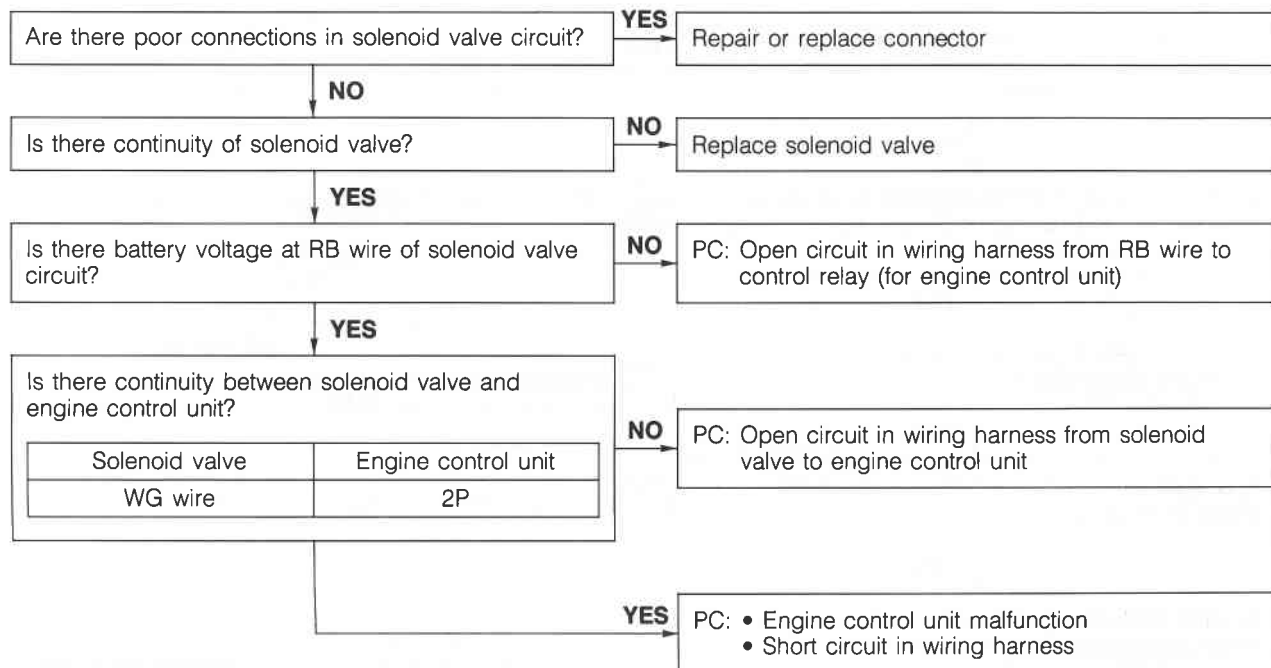 Are there poor connections in solenoid valve circuit?
YES
Repair or replace connector
NO
Is there continuity of solenoid valve?
NO
Replace solenoid valve
YES
Is there battery voltage at RB wire of solenoid valve
circuit?
NO
PC: Open circuit in wiring harness from RB wire to
control relay (for engine control unit)
YES
Is there continuity between solenoid valve and
engine control unit?
Solenoid valve Engine control unit
WG wire 2P
NO
PC: Open circuit in wiring harness from solenoid
valve to engine control unit
YES
PC: • Engine control unit malfunction
• Short circuit in wiring harness